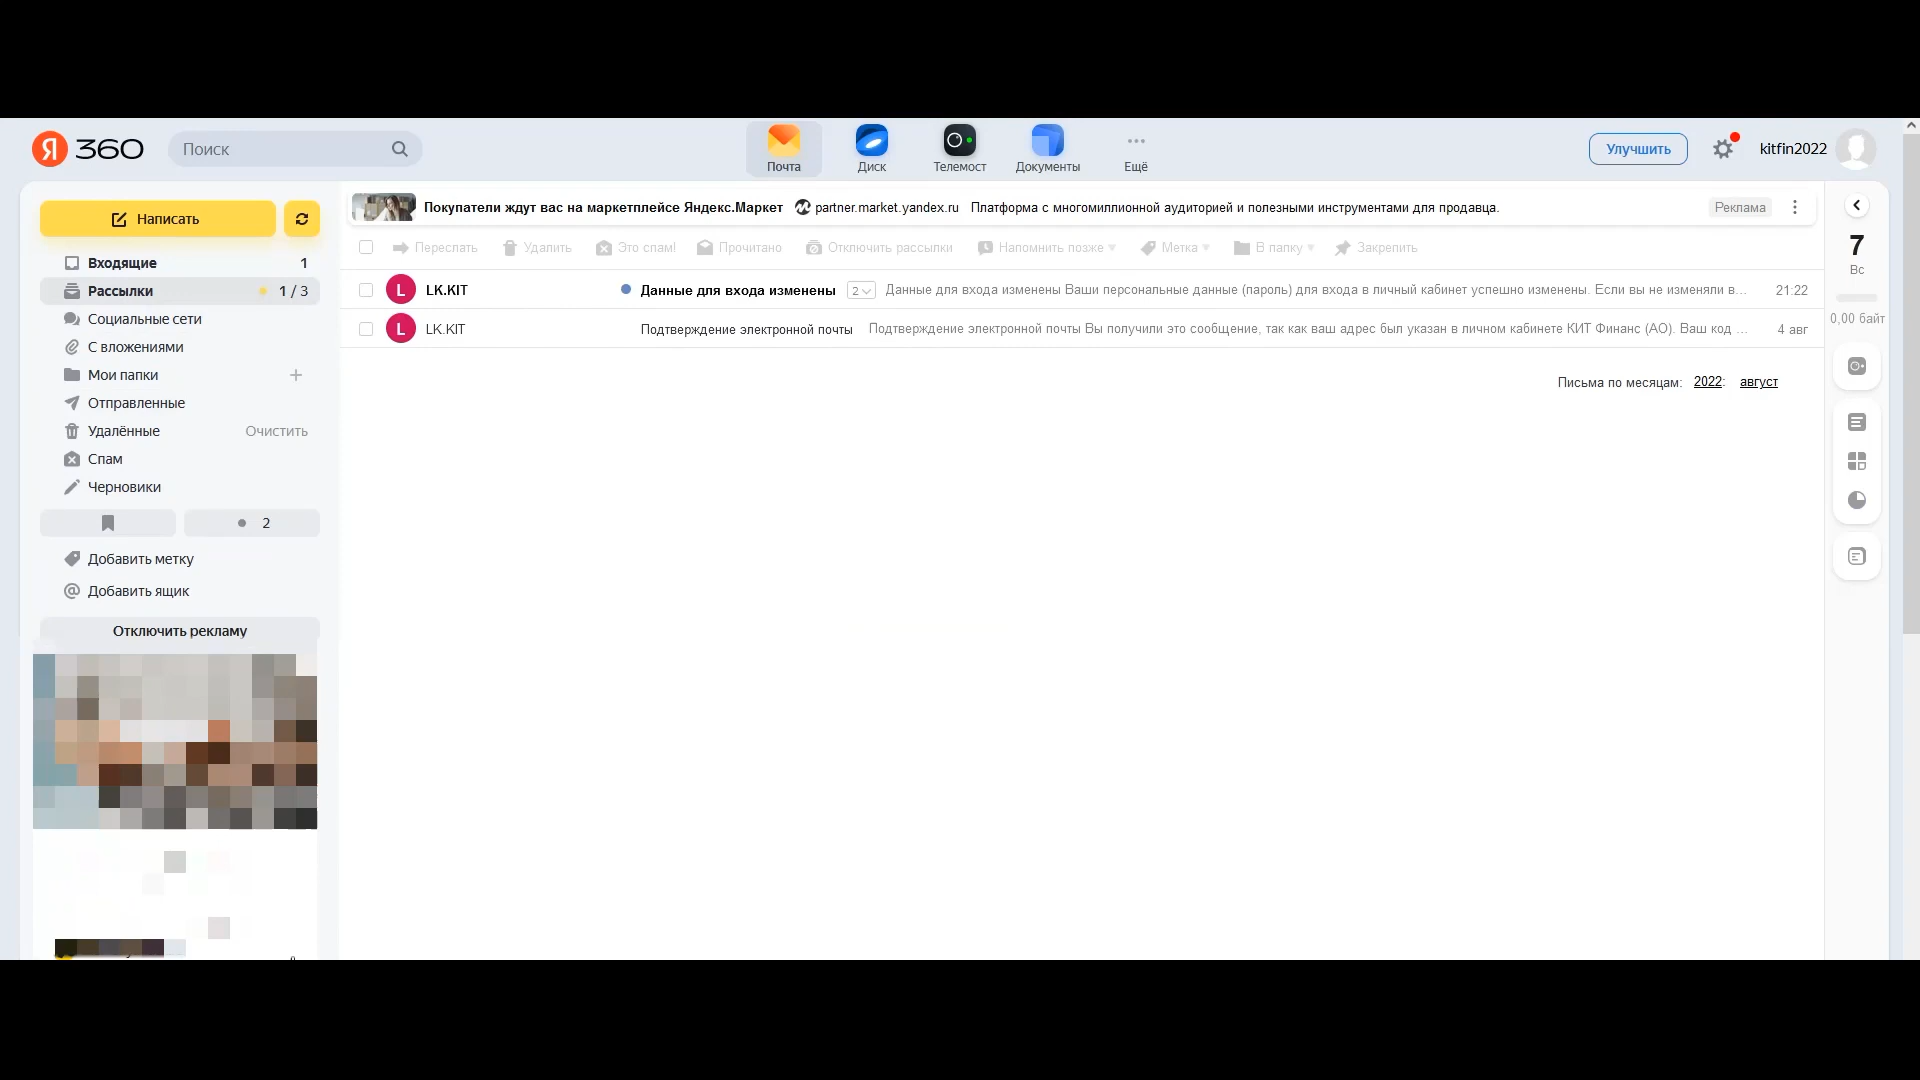 Я 360
Поиск
Почта
Диск
Телемост
Документы
Ещё
Улучшить
kitfin2022
Написать
Входящие 1
Рассылки 1 / 3
Социальные сети
С вложениями
Мои папки
Отправленные
Удалённые Очистить
Спам
Черновики
2
Добавить метку
Добавить ящик
Отключить рекламу
Покупатели ждут вас на маркетплейсе Яндекс.Маркет partner.market.yandex.ru Платформа с многомиллионной аудиторией и полезными инструментами для продавца. Реклама
Переслать Удалить Это спам! Прочитано Отключить рассылки Напомнить позже Метка В папку Закрепить
L LK.KIT Данные для входа изменены 2 Данные для входа изменены Ваши персональные данные (пароль) для входа в личный кабинет успешно изменены. Если вы не изменяли в... 21:22
L LK.KIT Подтверждение электронной почты Подтверждение электронной почты Вы получили это сообщение, так как ваш адрес был указан в личном кабинете КИТ Финанс (АО). Ваш код ... 4 авг
Письма по месяцам: 2022: август
7
Вс
0,00 байт